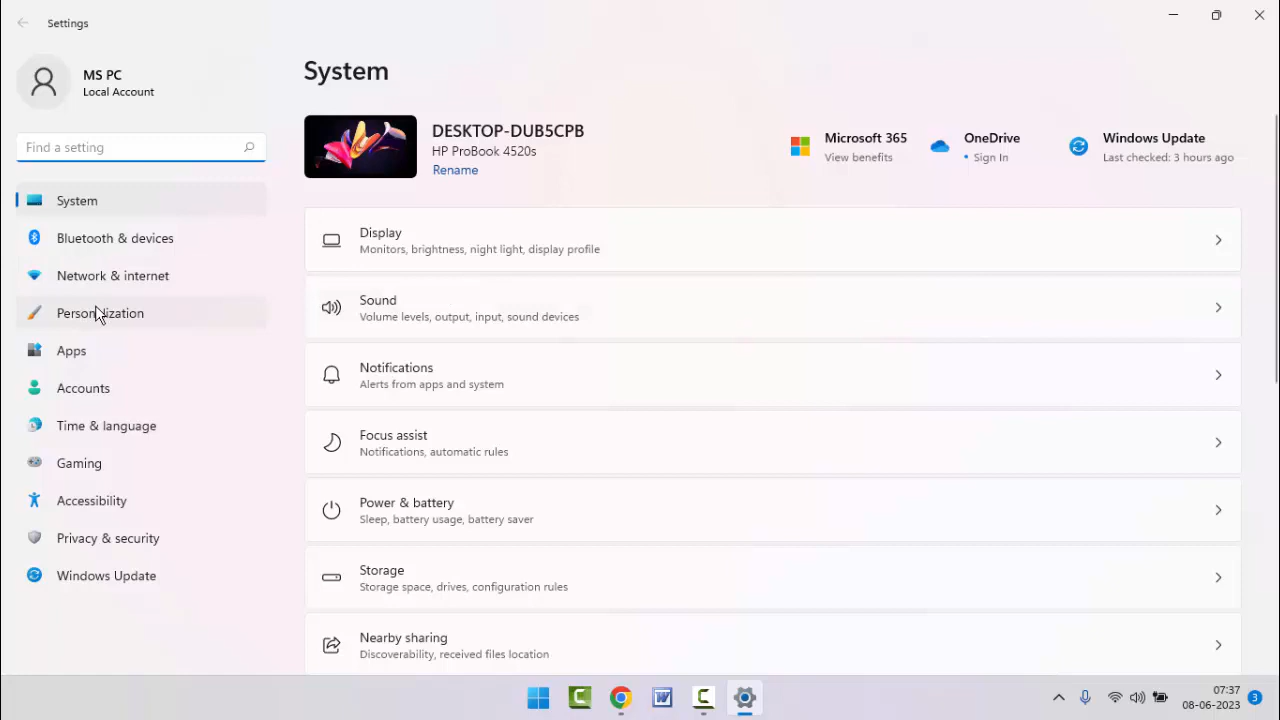 Settings
MS PC
Local Account
Find a setting
System
Bluetooth & devices
Network & internet
Personalization
Apps
Accounts
Time & language
Gaming
Accessibility
Privacy & security
Windows Update
System
DESKTOP-DUB5CPB
HP ProBook 4520s
Rename
Microsoft 365
View benefits
OneDrive
• Sign In
Windows Update
Last checked: 3 hours ago
Display
Monitors, brightness, night light, display profile
Sound
Volume levels, output, input, sound devices
Notifications
Alerts from apps and system
Focus assist
Notifications, automatic rules
Power & battery
Sleep, battery usage, battery saver
Storage
Storage space, drives, configuration rules
Nearby sharing
Discoverability, received files location
07:37
08-06-2023
3